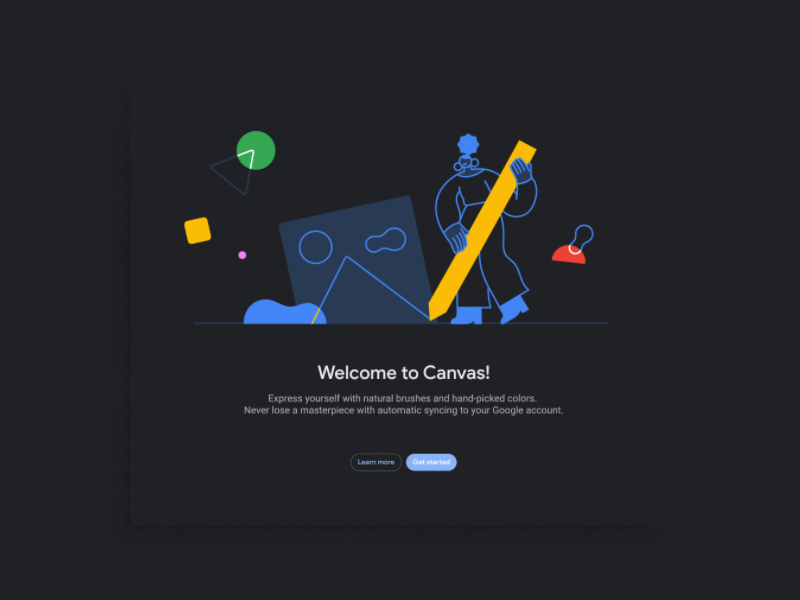 Welcome to Canvas!
Express yourself with natural brushes and hand-picked colors.
Never lose a masterpiece with automatic syncing to your Google account.
Learn more
Get started